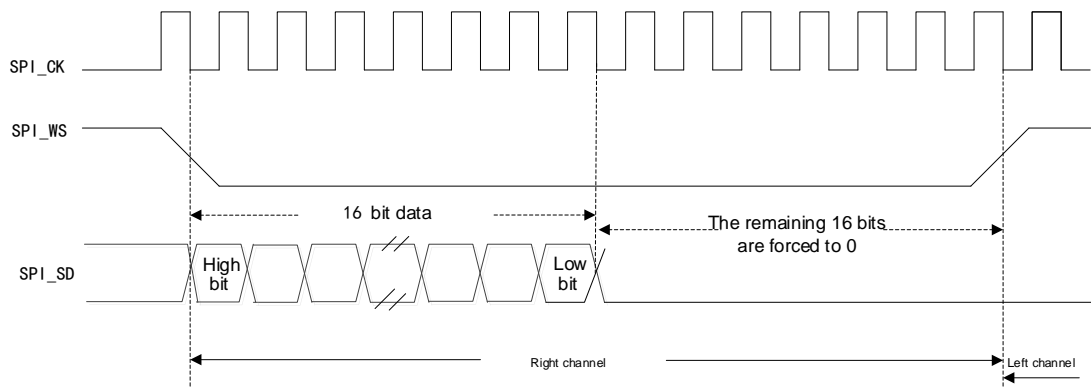 SPI_CK
SPI_WS
16 bit data
The remaining 16 bits
are forced to 0
SPI_SD
High
bit
Low
bit
Right channel
Left channel